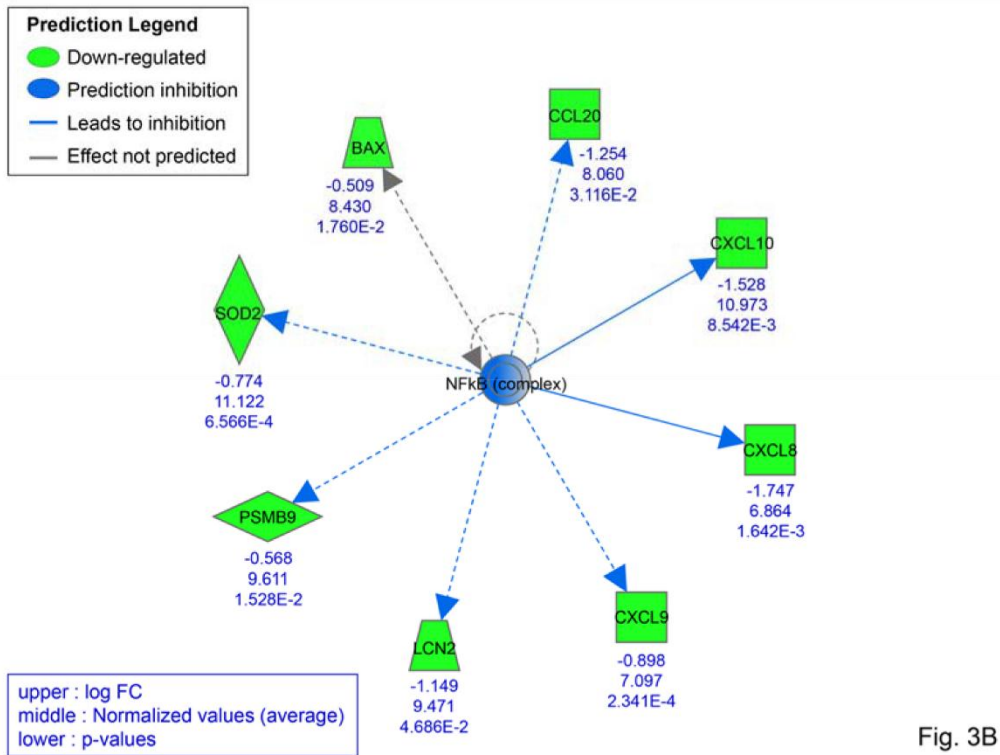 Prediction Legend
Down-regulated
Prediction inhibition
Leads to inhibition
Effect not predicted
BAX
-0.509
8.430
1.760E-2
CCL20
-1.254
8.060
3.116E-2
CXCL10
-1.528
10.973
8.542E-3
SOD2
-0.774
11.122
6.566E-4
NFkB (complex)
CXCL8
-1.747
6.864
1.642E-3
PSMB9
-0.568
9.611
1.528E-2
LCN2
-1.149
9.471
4.686E-2
CXCL9
-0.898
7.097
2.341E-4
upper : log FC
middle : Normalized values (average)
lower : p-values
Fig. 3B